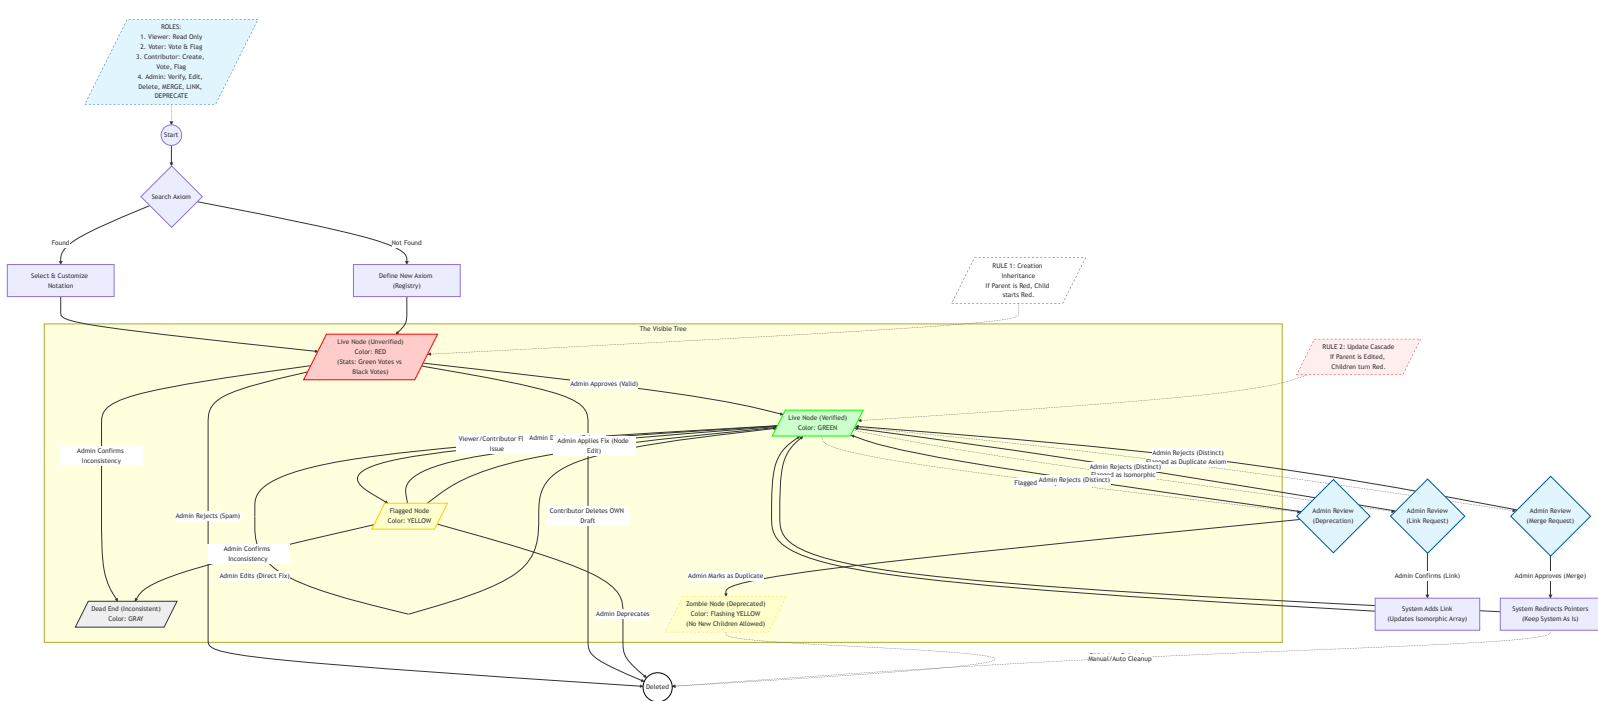 ROLES:
1. Viewer: Read Only
2. Voter: Vote & Flag
3. Contributor: Create,
Vote, Flag
4. Admin: Verify, Edit,
Delete, MERGE, LINK,
DEPRECATE
Start
Search Axiom
Found
Not Found
Select & Customize
Notation
Define New Axiom
(Registry)
RULE 1: Creation
Inheritance
If Parent is Red, Child
starts Red.
The Visible Tree
Live Node (Unverified)
Color: RED
(Stats: Green Votes vs
Black Votes)
RULE 2: Update Cascade
If Parent is Edited,
Children turn Red.
Admin Approves (Valid)
Live Node (Verified)
Color: GREEN
Viewer/Contributor Fl
Issue
Admin D
Admin Applies Fix (Node
Edit)
Admin Confirms
Inconsistency
Admin Rejects (Distinct)
Flagged as Duplicate Axiom
Admin Rejects (Distinct)
Flagged as Isomorphic
Admin Rejects (Distinct)
Flagged
Flagged Node
Color: YELLOW
Admin Rejects (Spam)
Contributor Deletes OWN
Draft
Admin Review
(Deprecation)
Admin Review
(Link Request)
Admin Review
(Merge Request)
Admin Confirms
Inconsistency
Admin Edits (Direct Fix)
Admin Marks as Duplicate
Admin Confirms (Link)
Admin Approves (Merge)
Dead End (Inconsistent)
Color: GRAY
Admin Deprecates
Zombie Node (Deprecated)
Color: Flashing YELLOW
(No New Children Allowed)
System Adds Link
(Updates Isomorphic Array)
System Redirects Pointers
(Keep System As Is)
Manual/Auto Cleanup
Deleted